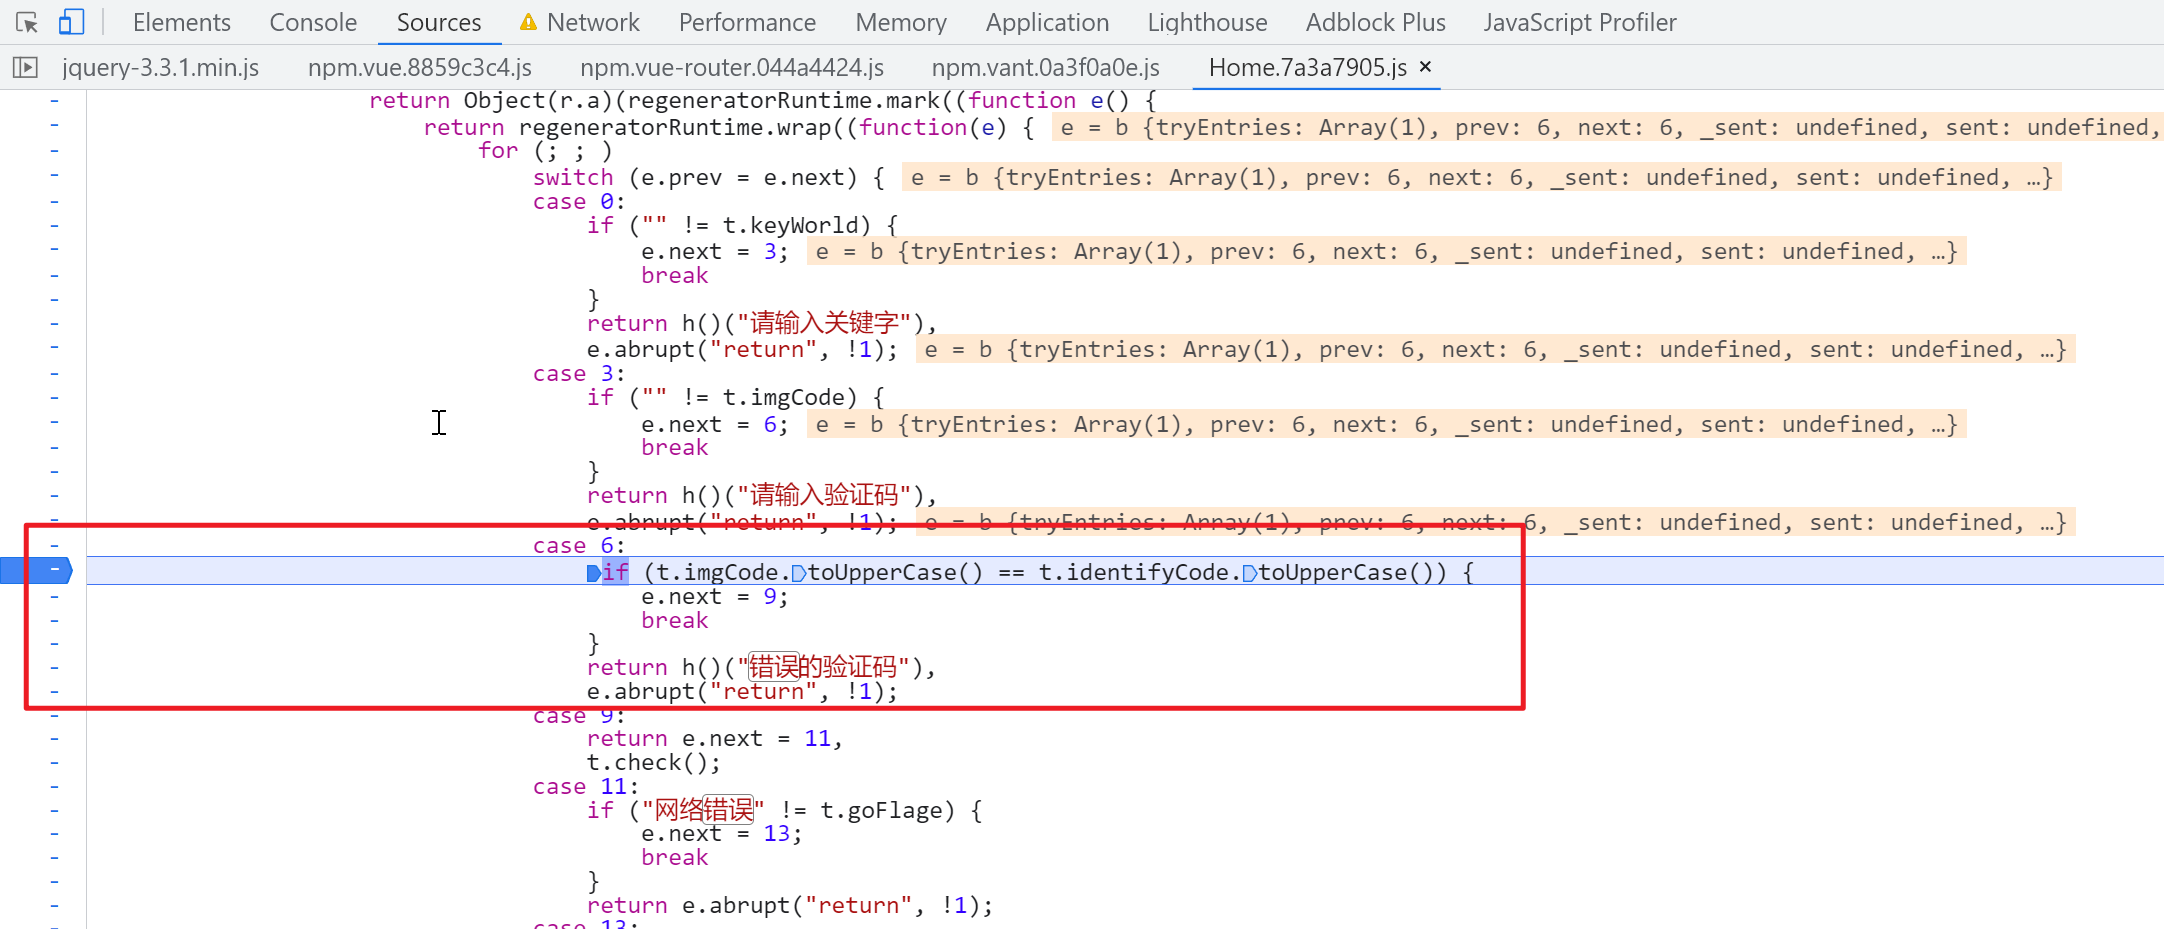 Elements Console Sources Network Performance Memory Application Lighthouse Adblock Plus JavaScript Profiler
jquery-3.3.1.min.js npm.vue.8859c3c4.js npm.vue-router.044a4424.js npm.vant.0a3f0a0e.js Home.7a3a7905.js ×
return Object(r.a)(regeneratorRuntime.mark((function e() {
return regeneratorRuntime.wrap((function(e) { e = b {tryEntries: Array(1), prev: 6, next: 6, _sent: undefined, sent: undefined,
for (; ; )
switch (e.prev = e.next) { e = b {tryEntries: Array(1), prev: 6, next: 6, _sent: undefined, sent: undefined, …}
case 0:
if ("" != t.keyWorld) {
e.next = 3; e = b {tryEntries: Array(1), prev: 6, next: 6, _sent: undefined, sent: undefined, …}
break
}
return h()("请输入关键字"),
e.abrupt("return", !1); e = b {tryEntries: Array(1), prev: 6, next: 6, _sent: undefined, sent: undefined, …}
case 3:
if ("" != t.imgCode) {
e.next = 6; e = b {tryEntries: Array(1), prev: 6, next: 6, _sent: undefined, sent: undefined, …}
break
}
return h()("请输入验证码"),
e.abrupt("return", !1); e = b {tryEntries: Array(1), prev: 6, next: 6, _sent: undefined, sent: undefined, …}
case 6:
if (t.imgCode.toUpperCase() == t.identifyCode.toUpperCase()) {
e.next = 9;
break
}
return h()("错误的验证码"),
e.abrupt("return", !1);
case 9:
return e.next = 11,
t.check();
case 11:
if ("网络错误" != t.goFlage) {
e.next = 13;
break
}
return e.abrupt("return", !1);
case 13: